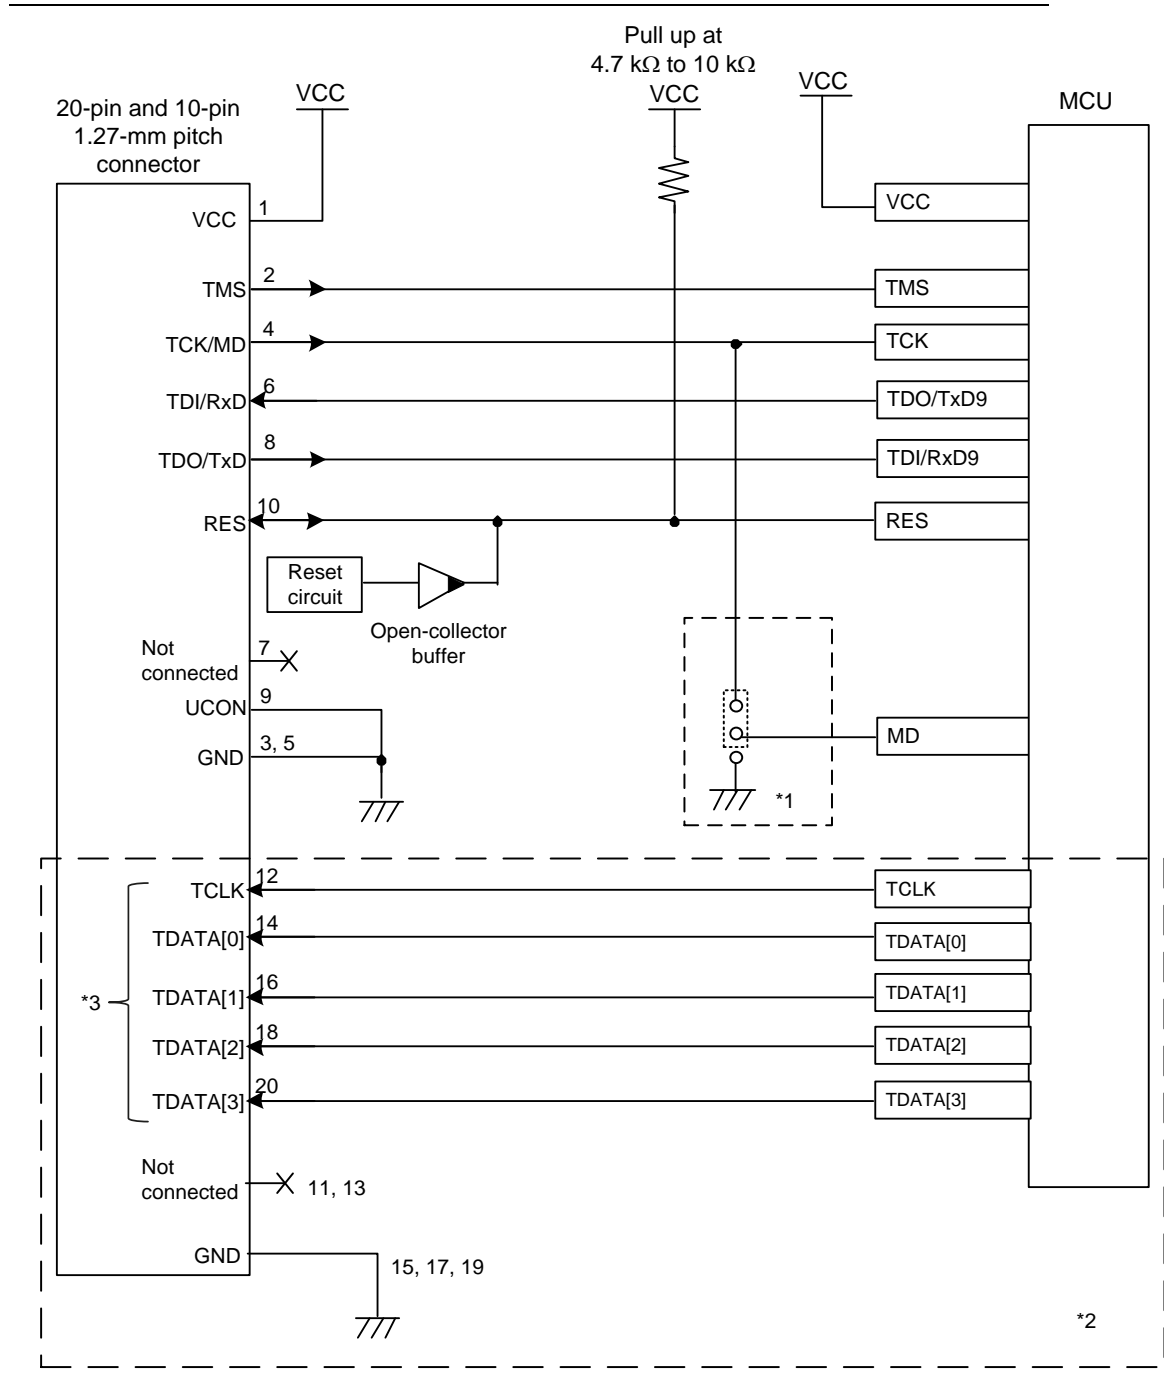 Pull up at
4.7 kΩ to 10 kΩ
VCC
VCC
VCC
MCU
20-pin and 10-pin
1.27-mm pitch
connector
VCC
1
VCC
TMS
2
TMS
TCK/MD
4
TCK
TDI/RxD
6
TDO/TxD9
TDO/TxD
8
TDI/RxD9
RES
10
RES
Reset
circuit
Open-collector
buffer
Not
connected
7
UCON
9
GND
3, 5
MD
*1
TCLK
12
TCLK
TDATA[0]
14
TDATA[0]
*3
TDATA[1]
16
TDATA[1]
TDATA[2]
18
TDATA[2]
TDATA[3]
20
TDATA[3]
Not
connected
11, 13
GND
15, 17, 19
*2